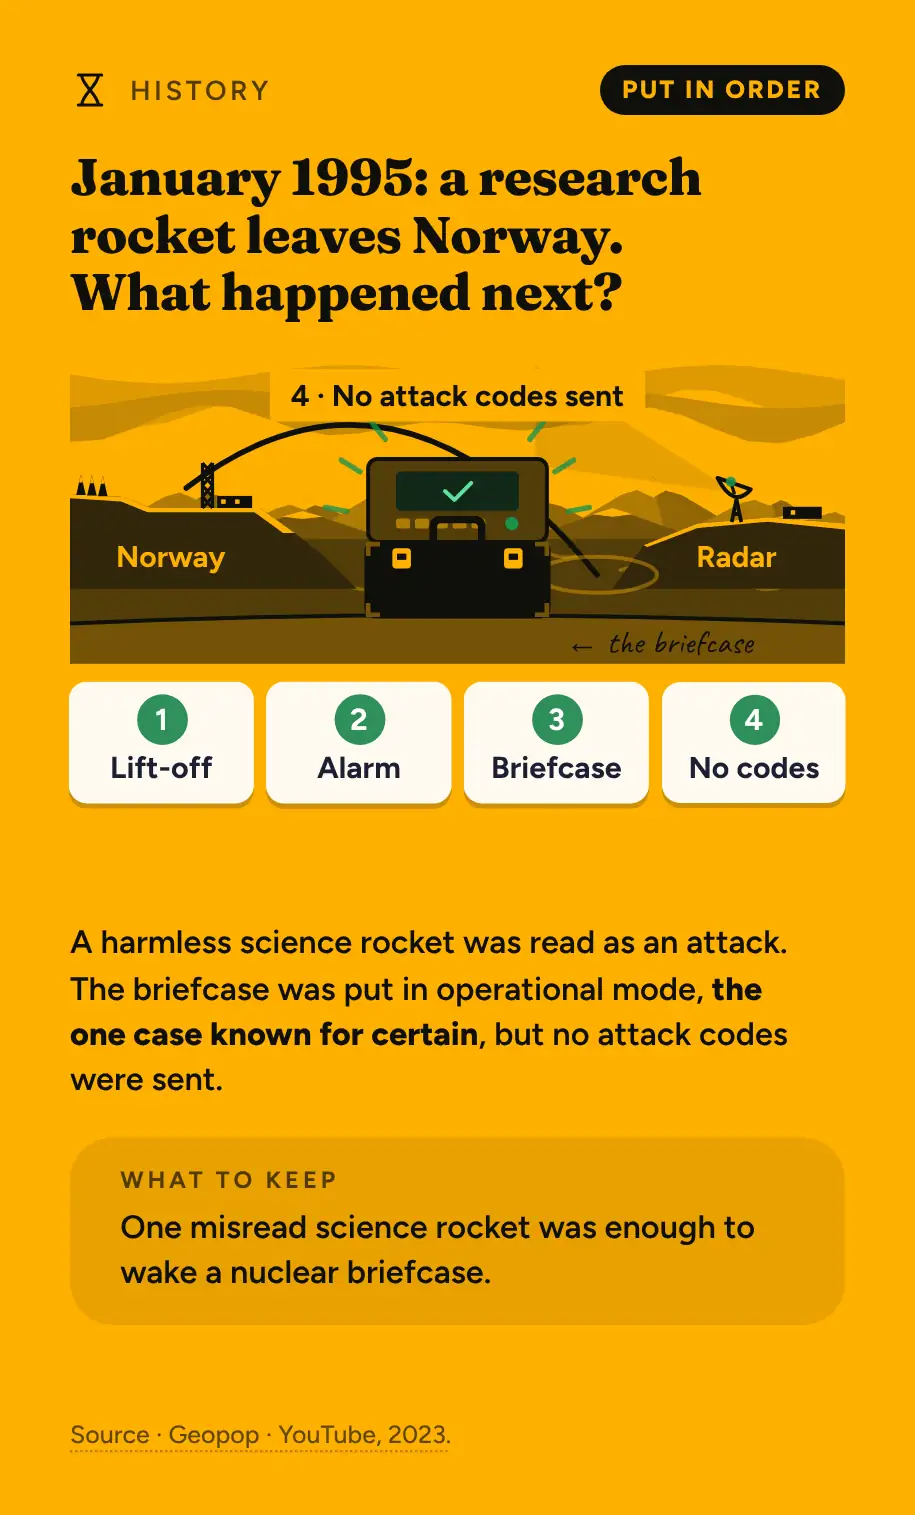 HISTORY
PUT IN ORDER
January 1995: a research
rocket leaves Norway.
What happened next?
4 · No attack codes sent
Norway
Radar
← the briefcase
1
Lift-off
2
Alarm
3
Briefcase
4
No codes
A harmless science rocket was read as an attack.
The briefcase was put in operational mode, the
one case known for certain, but no attack codes
were sent.
WHAT TO KEEP
One misread science rocket was enough to
wake a nuclear briefcase.
Source · Geopop · YouTube, 2023.